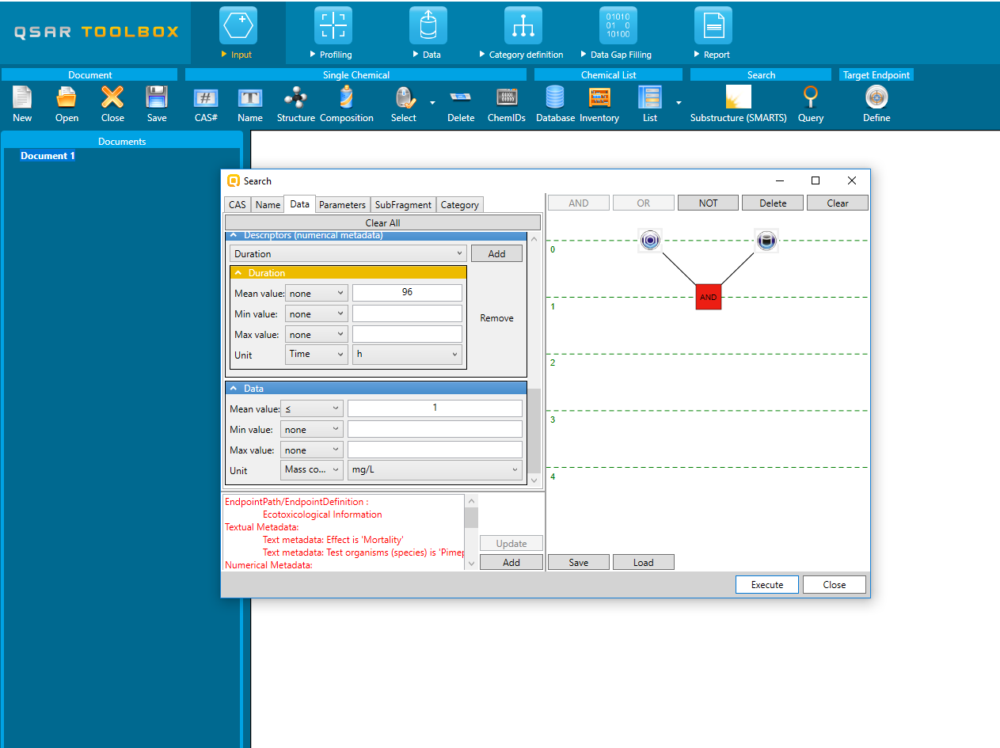 QSAR TOOLBOX
Input
Profiling
Data
Category definition
01010
01 0
10100
Data Gap Filling
Report
Document
Single Chemical
Chemical List
Search
Target Endpoint
New
Open
Close
Save
#
CAS#
T
Name
Structure
Composition
Select
Delete
ChemIDs
Database
Inventory
List
Substructure (SMARTS)
Query
Define
Documents
Document 1
Search
CAS
Name
Data
Parameters
SubFragment
Category
AND
OR
NOT
Delete
Clear
Clear All
Descriptors (numerical metadata)
Duration
Add
Duration
Mean value: none 96
Min value: none
Max value: none
Unit Time h
Remove
Data
Mean value: ≤ 1
Min value: none
Max value: none
Unit Mass co... mg/L
0
AND
1
2
3
4
EndpointPath/EndpointDefinition :
Ecotoxicological Information
Textual Metadata:
Text metadata: Effect is 'Mortality'
Text metadata: Test organisms (species) is 'Pimep
Numerical Metadata:
Update
Add
Save
Load
Execute
Close